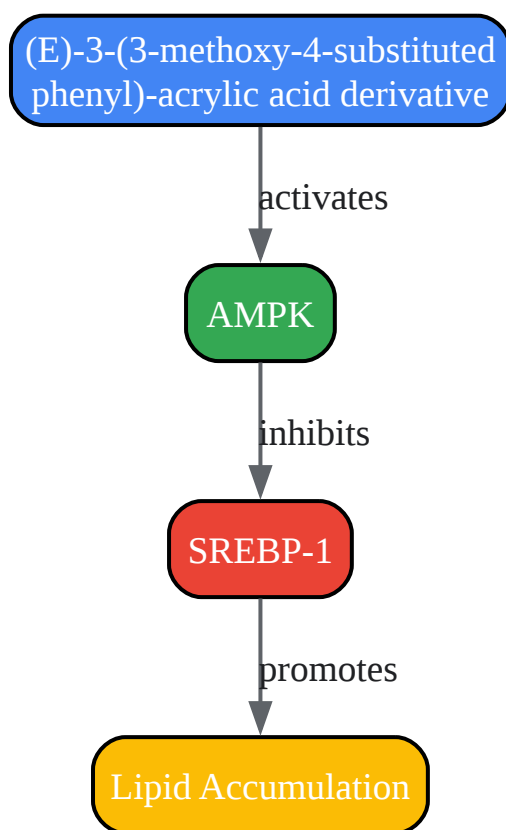 (E)-3-(3-methoxy-4-substituted
phenyl)-acrylic acid derivative
activates
AMPK
inhibits
SREBP-1
promotes
Lipid Accumulation